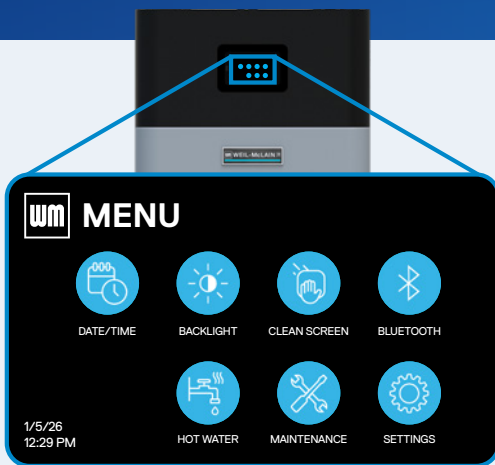 WEIL-McLAIN
wm MENU
DATE/TIME BACKLIGHT CLEAN SCREEN BLUETOOTH
HOT WATER MAINTENANCE SETTINGS
1/5/26
12:29 PM